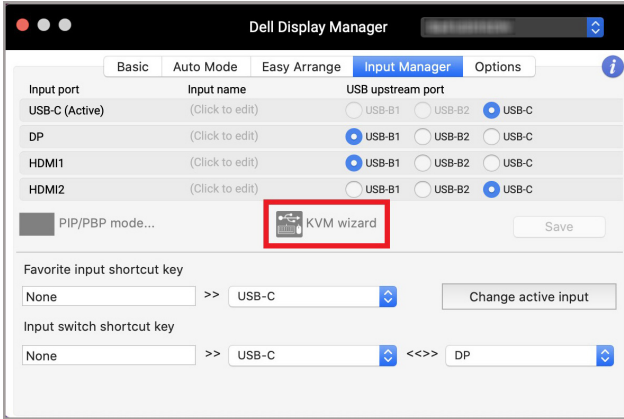 Dell Display Manager
Basic Auto Mode Easy Arrange Input Manager Options i
Input port Input name USB upstream port
USB-C (Active) (Click to edit) USB-B1 USB-B2 USB-C
DP (Click to edit) USB-B1 USB-B2 USB-C
HDMI1 (Click to edit) USB-B1 USB-B2 USB-C
HDMI2 (Click to edit) USB-B1 USB-B2 USB-C
PIP/PBP mode... KVM wizard Save
Favorite input shortcut key
None >> USB-C Change active input
Input switch shortcut key
None >> USB-C <<>> DP